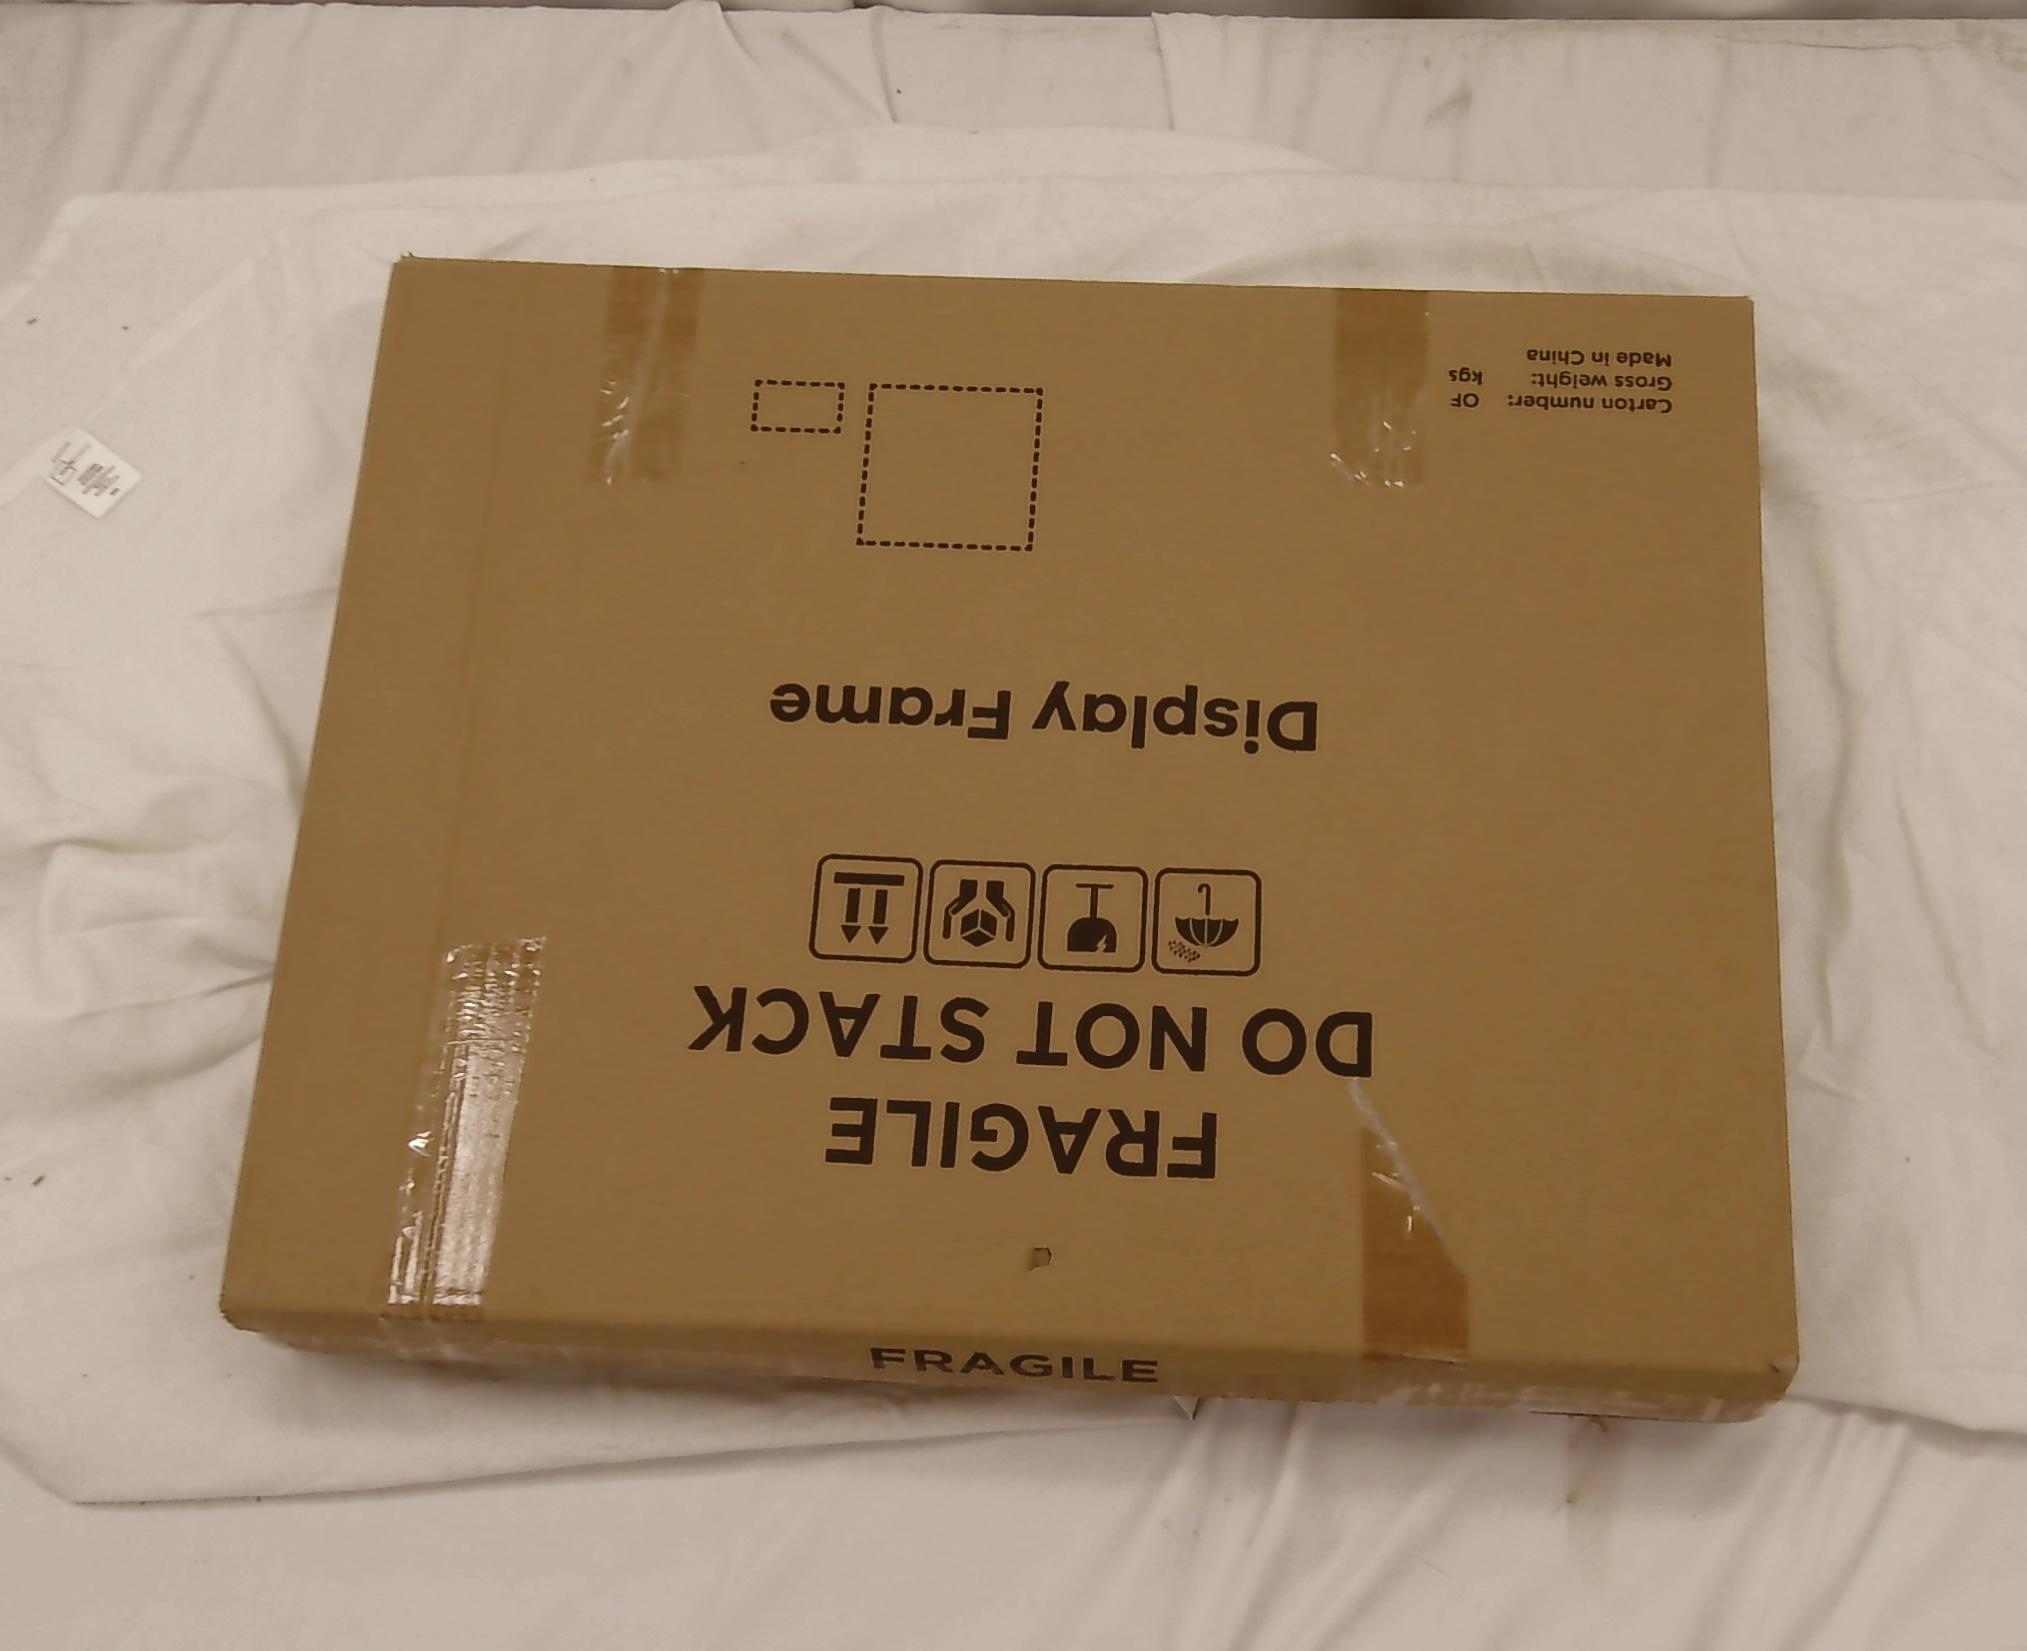 FRAGILE
DO NOT STACK
Display Frame
Carton number: OF
Gross weight: kgs
Made in China
FRAGILE